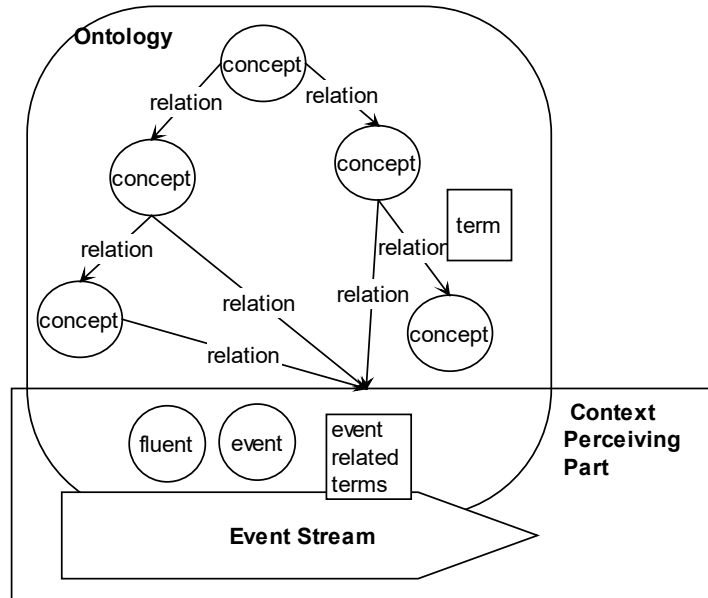 Ontology
concept
relation
relation
concept
concept
term
relation
relation
relation
relation
concept
concept
relation
Context
Perceiving
Part
fluent
event
event
related
terms
Event Stream